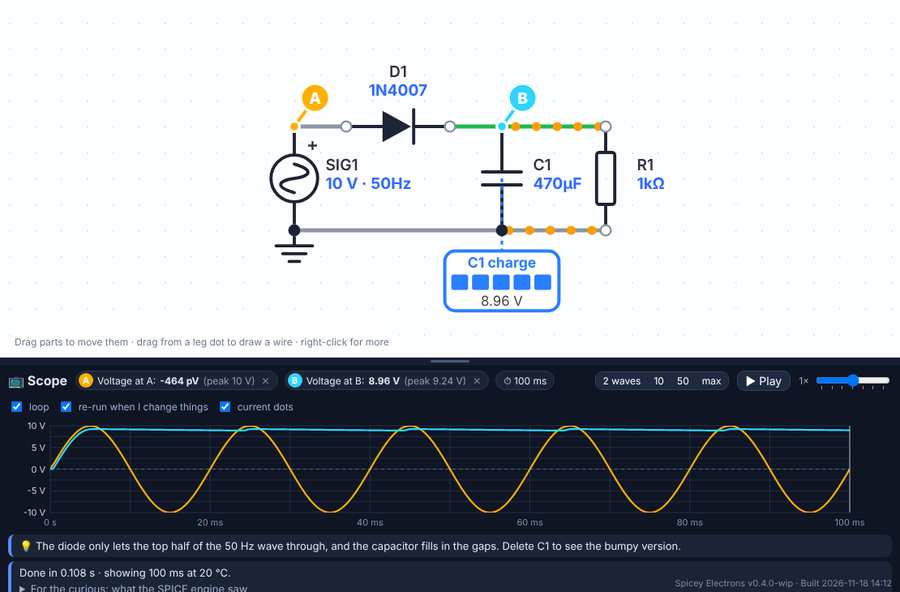 D1
1N4007
A
B
+
SIG1
10 V · 50Hz
C1
470µF
R1
1kΩ
C1 charge
8.96 V
Drag parts to move them · drag from a leg dot to draw a wire · right-click for more
📺 Scope
A Voltage at A: -464 pV (peak 10 V) ×
B Voltage at B: 8.96 V (peak 9.24 V) ×
⏱ 100 ms
2 waves 10 50 max
▶ Play
1×
loop
re-run when I change things
current dots
10 V
5 V
0 V
-5 V
-10 V
0 s 20 ms 40 ms 60 ms 80 ms 100 ms
💡 The diode only lets the top half of the 50 Hz wave through, and the capacitor fills in the gaps. Delete C1 to see the bumpy version.
Done in 0.108 s · showing 100 ms at 20 °C.
▶ For the curious: what the SPICE engine saw
Spicey Electrons v0.4.0-wip · Built 2026-11-18 14:12